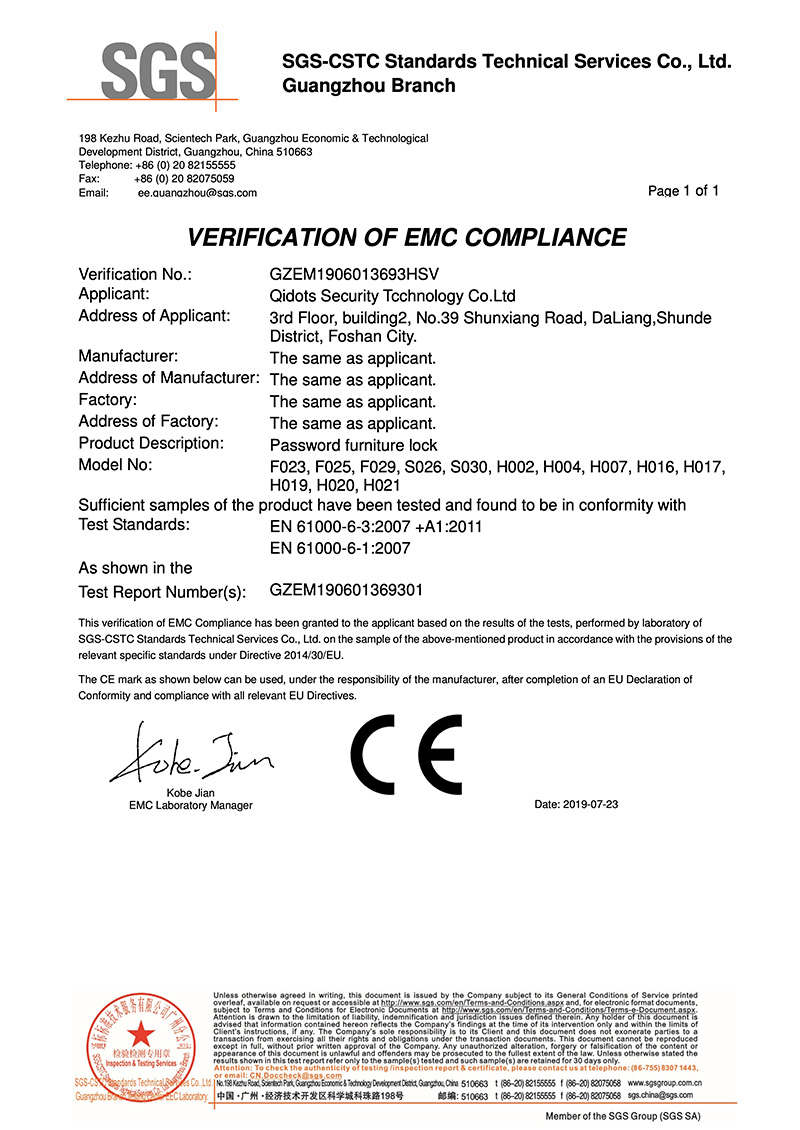 SGS
SGS-CSTC Standards Technical Services Co., Ltd.
Guangzhou Branch
198 Kezhu Road, Scientech Park, Guangzhou Economic & Technological
Development District, Guangzhou, China 510663
Telephone: +86 (0) 20 82155555
Fax: +86 (0) 20 82075059
Email: ee.guangzhou@sgs.com
Page 1 of 1
VERIFICATION OF EMC COMPLIANCE
Verification No.: GZEM1906013693HSV
Applicant: Qidots Security Tcchnology Co.Ltd
Address of Applicant: 3rd Floor, building2, No.39 Shunxiang Road, DaLiang,Shunde
District, Foshan City.
Manufacturer: The same as applicant.
Address of Manufacturer: The same as applicant.
Factory: The same as applicant.
Address of Factory: The same as applicant.
Product Description: Password furniture lock
Model No: F023, F025, F029, S026, S030, H002, H004, H007, H016, H017,
H019, H020, H021
Sufficient samples of the product have been tested and found to be in conformity with
Test Standards: EN 61000-6-3:2007 +A1:2011
EN 61000-6-1:2007
As shown in the
Test Report Number(s): GZEM190601369301
This verification of EMC Compliance has been granted to the applicant based on the results of the tests, performed by laboratory of
SGS-CSTC Standards Technical Services Co., Ltd. on the sample of the above-mentioned product in accordance with the provisions of the
relevant specific standards under Directive 2014/30/EU.
The CE mark as shown below can be used, under the responsibility of the manufacturer, after completion of an EU Declaration of
Conformity and compliance with all relevant EU Directives.
Kobe Jian
CE
Kobe Jian
EMC Laboratory Manager
Date: 2019-07-23
Unless otherwise agreed in writing, this document is issued by the Company subject to its General Conditions of Service printed
overleaf, available on request or accessible at http://www.sgs.com/en/Terms-and-Conditions.aspx and, for electronic format documents,
subject to Terms and Conditions for Electronic Documents at http://www.sgs.com/en/Terms-and-Conditions/Terms-e-Document.aspx.
Attention is drawn to the limitation of liability, indemnification and jurisdiction issues defined therein. Any holder of this document is
advised that information contained hereon reflects the Company's findings at the time of its intervention only and within the limits of
Client's instructions, if any. The Company's sole responsibility is to its Client and this document does not exonerate parties to a
transaction from exercising all their rights and obligations under the transaction documents. This document cannot be reproduced
except in full, without prior written approval of the Company. Any unauthorized alteration, forgery or falsification of the content or
appearance of this document is unlawful and offenders may be prosecuted to the fullest extent of the law. Unless otherwise stated the
results shown in this test report refer only to the sample(s) tested and such sample(s) are retained for 30 days only.
Attention: To check the authenticity of testing /inspection report & certificate, please contact us at telephone: (86-755) 8307 1443,
or email: CN.Doccheck@sgs.com
检验检测专用章
Inspection & Testing Services
SGS-CSTC Standards Technical Services Co., Ltd.
Guangzhou Branch EEC Laboratory.
No.198 Kezhu Road, Scientech Park, Guangzhou Economic & Technology Development District, Guangzhou, China 510663 t (86–20) 82155555 f (86–20) 82075058 www.sgsgroup.com.cn
中国 · 广州 · 经济技术开发区科学城科珠路198号 邮编: 510663 t (86–20) 82155555 f (86–20) 82075058 sgs.china@sgs.com
Member of the SGS Group (SGS SA)